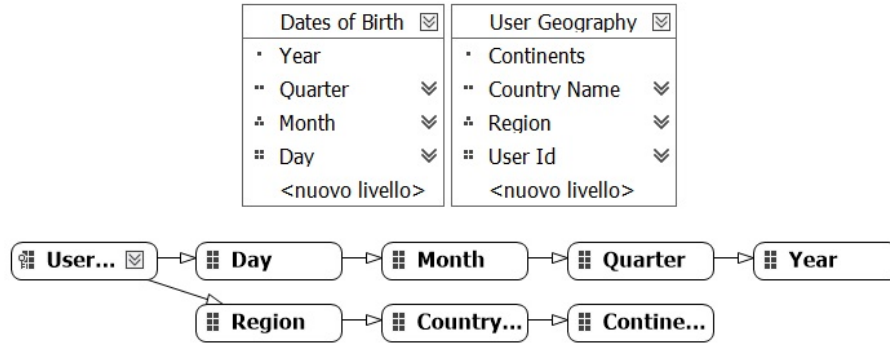 Dates of Birth
Year
Quarter
Month
Day
<nuovo livello>
User Geography
Continents
Country Name
Region
User Id
<nuovo livello>
User... Day Month Quarter Year
Region Country... Contine...